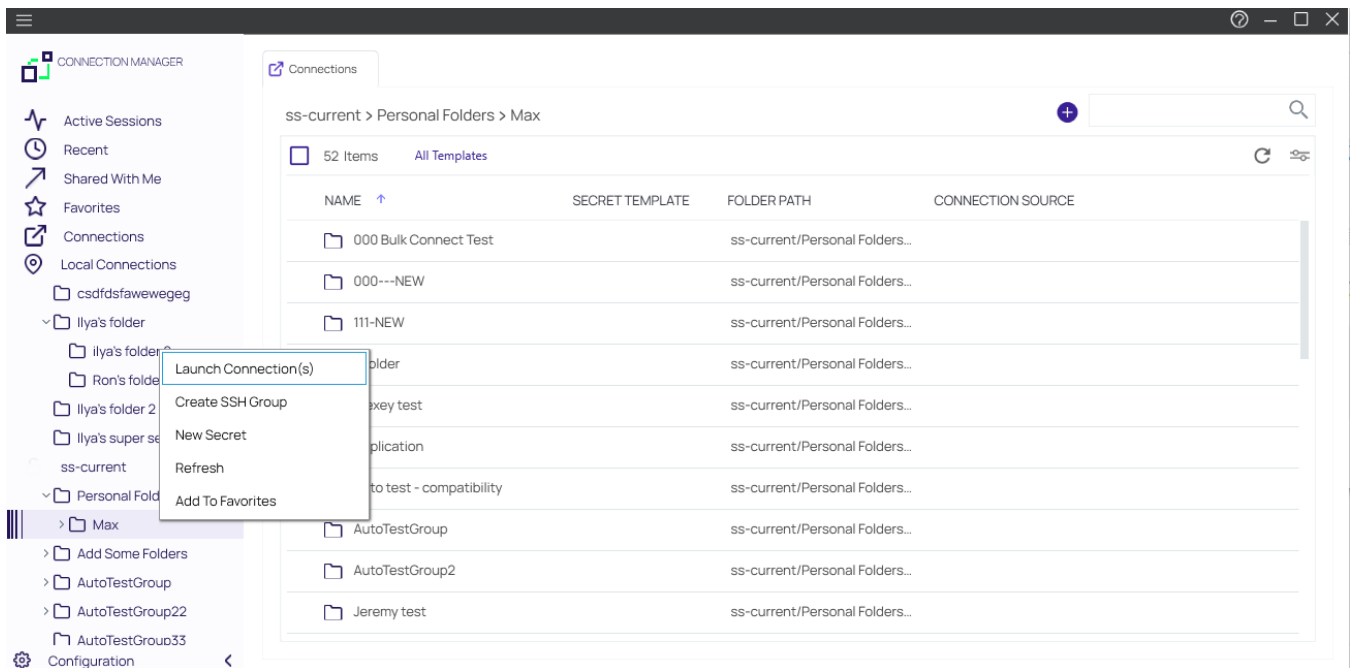 CONNECTION MANAGER
Active Sessions
Recent
Shared With Me
Favorites
Connections
Local Connections
csdfdsfawewegeg
Ilya's folder
ilya's folder
Ron's folde
Ilya's folder 2
Ilya's super se
ss-current
Personal Fold
Max
Add Some Folders
AutoTestGroup
AutoTestGroup22
AutoTestGroup33
Configuration
Launch Connection(s)
Create SSH Group
New Secret
Refresh
Add To Favorites
Connections
ss-current > Personal Folders > Max
52 Items All Templates
NAME SECRET TEMPLATE FOLDER PATH CONNECTION SOURCE
000 Bulk Connect Test ss-current/Personal Folders...
000---NEW ss-current/Personal Folders...
111-NEW ss-current/Personal Folders...
older ss-current/Personal Folders...
exey test ss-current/Personal Folders...
plication ss-current/Personal Folders...
to test - compatibility ss-current/Personal Folders...
AutoTestGroup ss-current/Personal Folders...
AutoTestGroup2 ss-current/Personal Folders...
Jeremy test ss-current/Personal Folders...